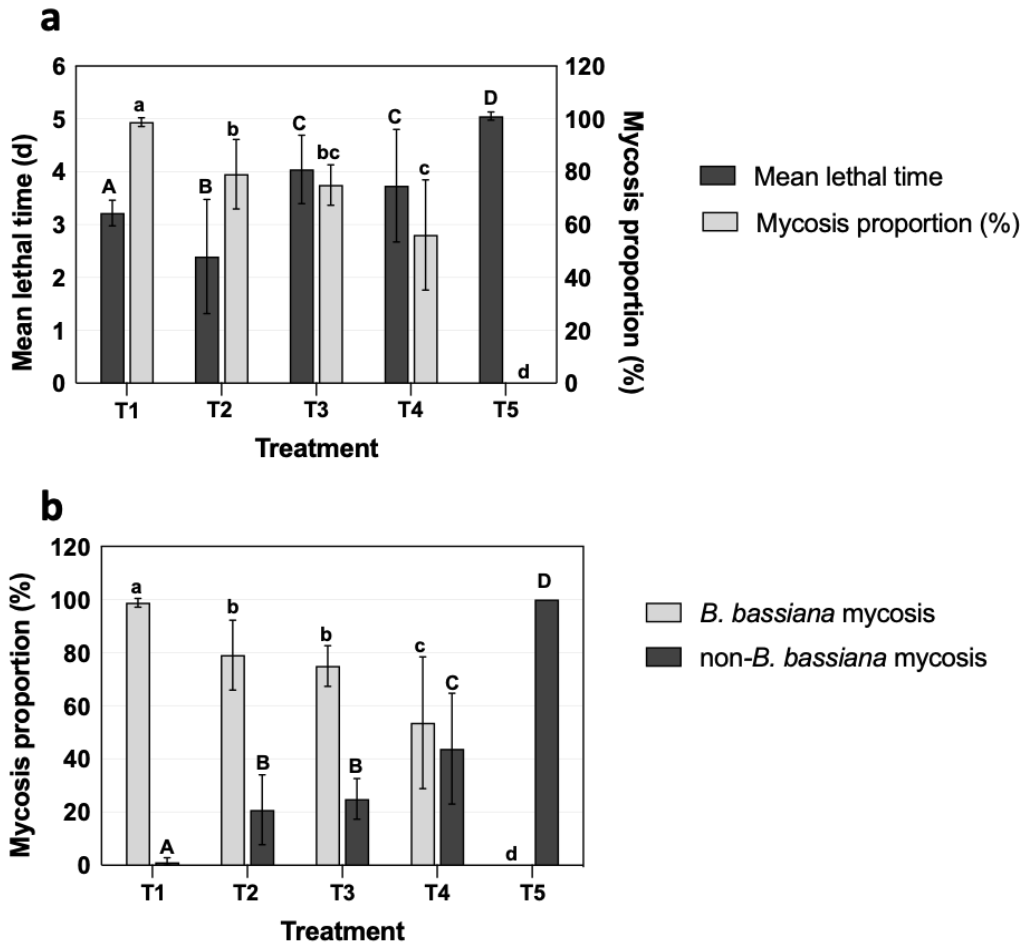 a
6
5
4
3
2
1
0
Mean lethal time (d)
120
100
80
60
40
20
0
Mycosis proportion (%)
A
a
B
b
C
bc
C
c
D
d
T1
T2
T3
T4
T5
Treatment
Mean lethal time
Mycosis proportion (%)
b
120
100
80
60
40
20
0
Mycosis proportion (%)
a
A
b
B
b
B
c
C
d
D
T1
T2
T3
T4
T5
Treatment
B. bassiana mycosis
non-B. bassiana mycosis